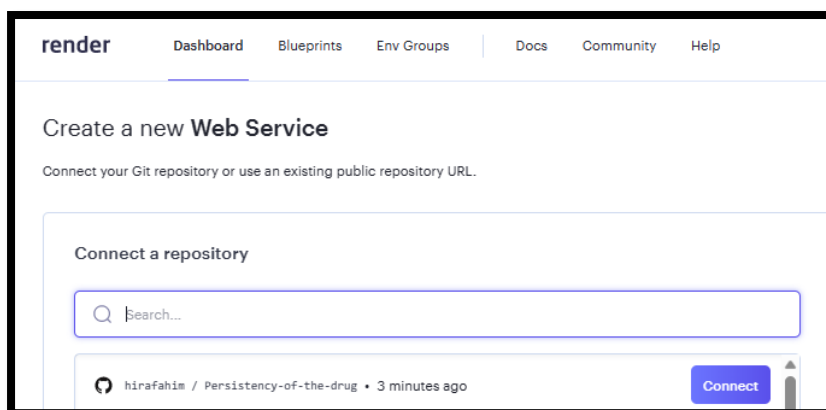 render Dashboard Blueprints Env Groups Docs Community Help
Create a new Web Service
Connect your Git repository or use an existing public repository URL.
Connect a repository
Search...
hirafahim / Persistency-of-the-drug • 3 minutes ago Connect